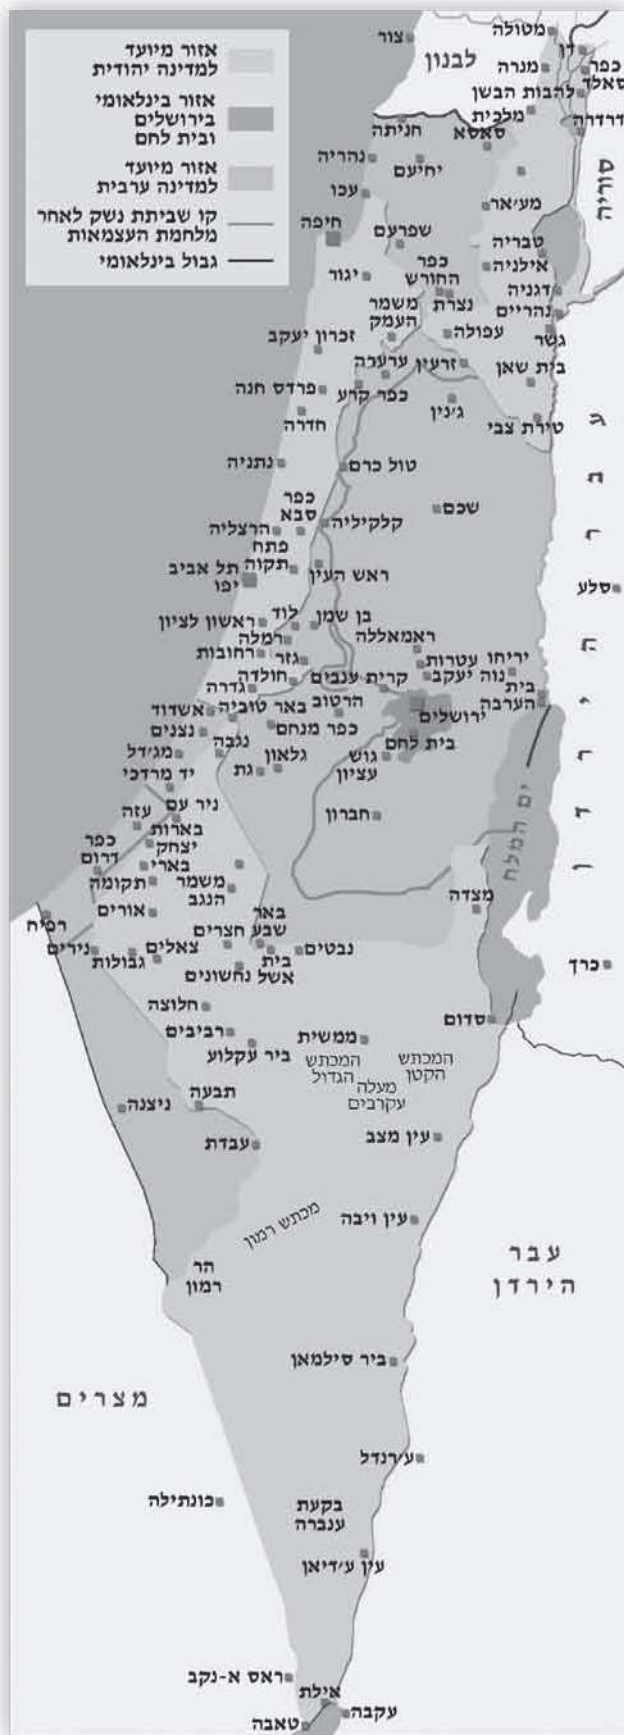 אזור מיועד
למדינה יהודית
אזור בינלאומי
בירושלים
ובית לחם
אזור מיועד
למדינה ערבית
קו שביתת נשק לאחר
מלחמת העצמאות
גבול בינלאומי
צור
לבנון
מטולה
דן
מנרה
כפר
סאלד
להבות הבשן
מלכית
דרדרה
סאסא
חניתה
סוריה
נהריה
יחיעם
עכו
מע׳אר
חיפה
שפרעם
טבריה
אילניה
יגור
כפר
החורש
נצרת
דגניה
נהריים
משמר
העמק
עפולה
גשר
זכרון יעקב
ערערה
זרעין
בית שאן
פרדס חנה
כפר קרע
ג׳נין
חדרה
טירת צבי
נתניה
טול כרם
שכם
כפר
סבא
קלקיליה
הרצליה
פתח
תקוה
ראש העין
תל אביב
יפו
סלע
עבר הירדן
ראשון לציון
לוד
בן שמן
רמלה
ראמאללה
רחובות
גזר
עטרות
יריחו
נוה יעקב
חולדה
קרית ענבים
בית
הערבה
גדרה
אשדוד
באר טוביה
הרטוב
ירושלים
ניצנים
כפר מנחם
בית לחם
מג׳דל
נגבה
גלאון
גוש
עציון
גת
יד מרדכי
ים המלח
ניר עם
חברון
עזה
בארות
יצחק
כפר
דרום
בארי
תקומה
משמר
הנגב
מצדה
אורים
רפיח
באר
שבע
חצרים
נירים
צאלים
בית
אשל
נבטים
גבולות
נחשונים
כרך
חלוצה
סדום
רביבים
ביר עקלוע
ממשית
המכתש
הגדול
המכתש
הקטן
מעלה
עקרבים
תבעה
ניצנה
עבדת
עין מצב
מכתש רמון
עין ויבה
הר
רמון
עבר
הירדן
ביר סילמאן
מצרים
ע׳רנדל
כונתילה
בקעת
ענברה
עין ע׳דיאן
ראס א-נקב
אילת
עקבה
טאבה